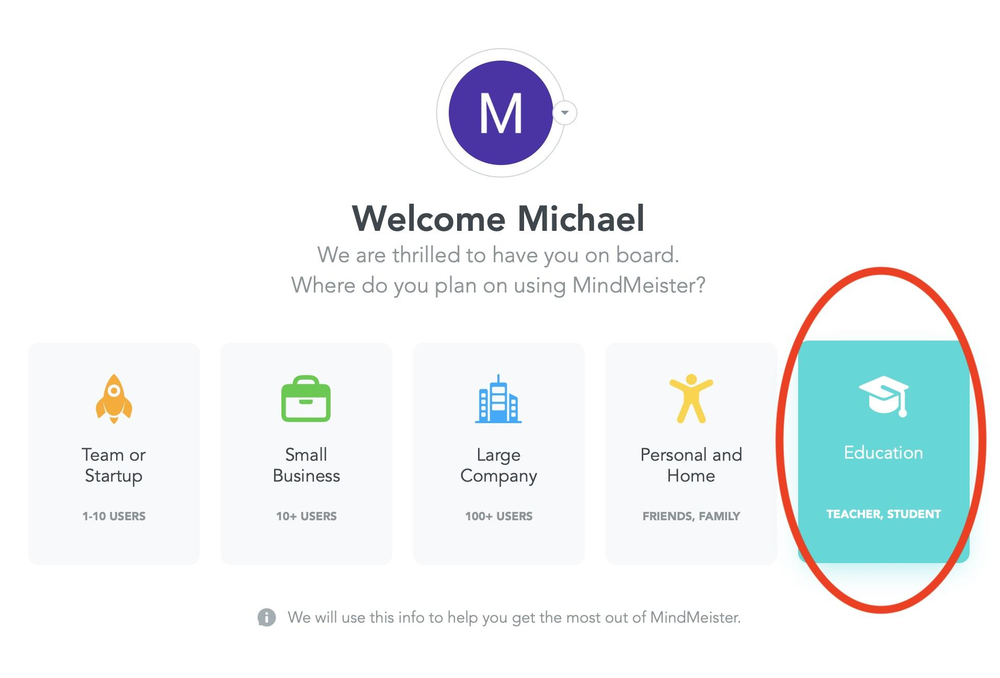 M
Welcome Michael
We are thrilled to have you on board.
Where do you plan on using MindMeister?
Team or
Startup
1-10 USERS
Small
Business
10+ USERS
Large
Company
100+ USERS
Personal and
Home
FRIENDS, FAMILY
Education
TEACHER, STUDENT
We will use this info to help you get the most out of MindMeister.